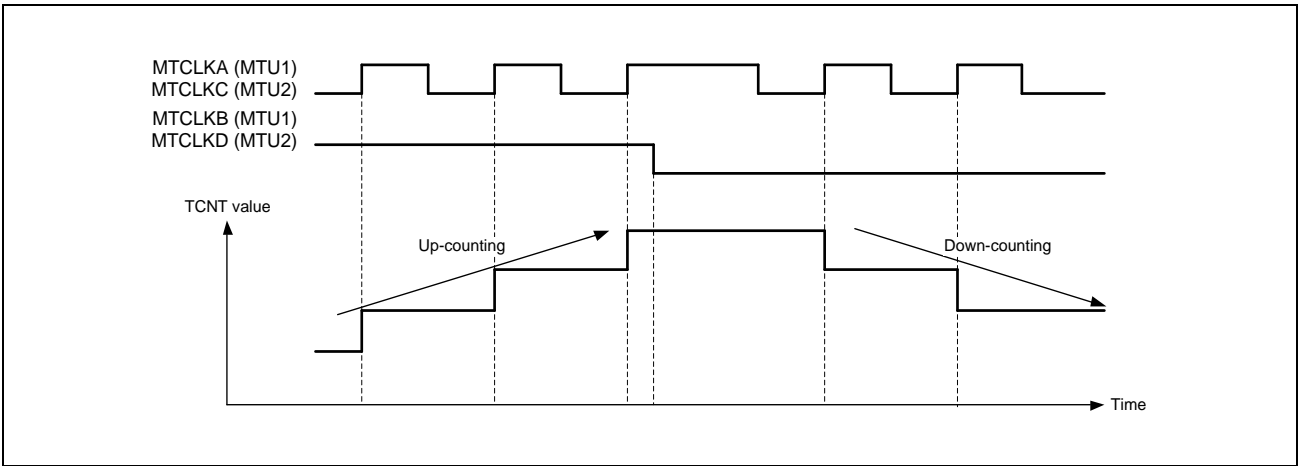 MTCLKA (MTU1)
MTCLKC (MTU2)
MTCLKB (MTU1)
MTCLKD (MTU2)
TCNT value
Up-counting
Down-counting
Time